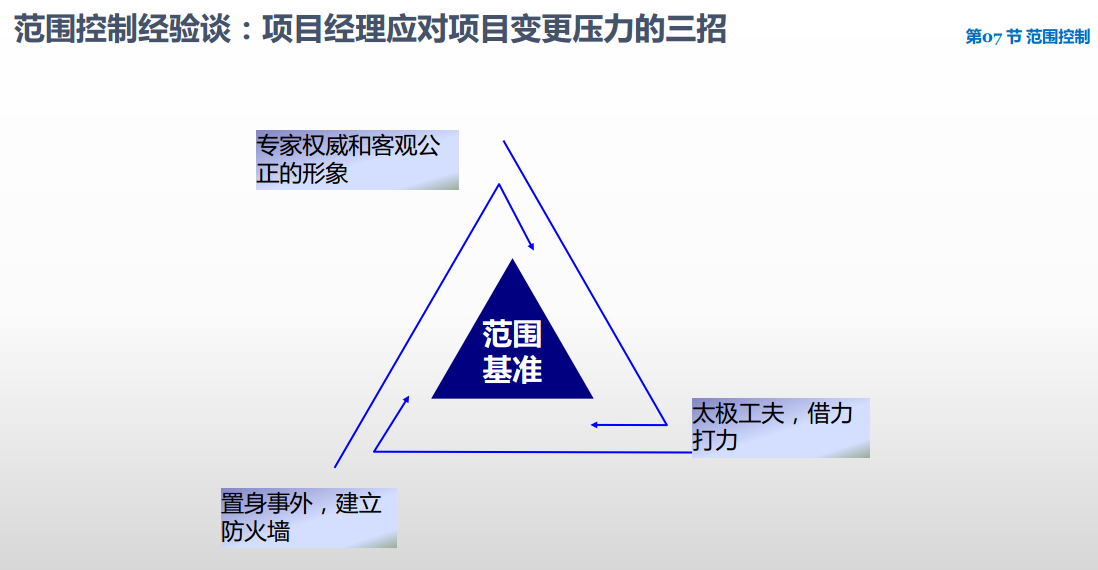 范围控制经验谈：项目经理应对项目变更压力的三招
第07 节 范围控制
专家权威和客观公
正的形象
范围
基准
太极工夫，借力
打力
置身事外，建立
防火墙